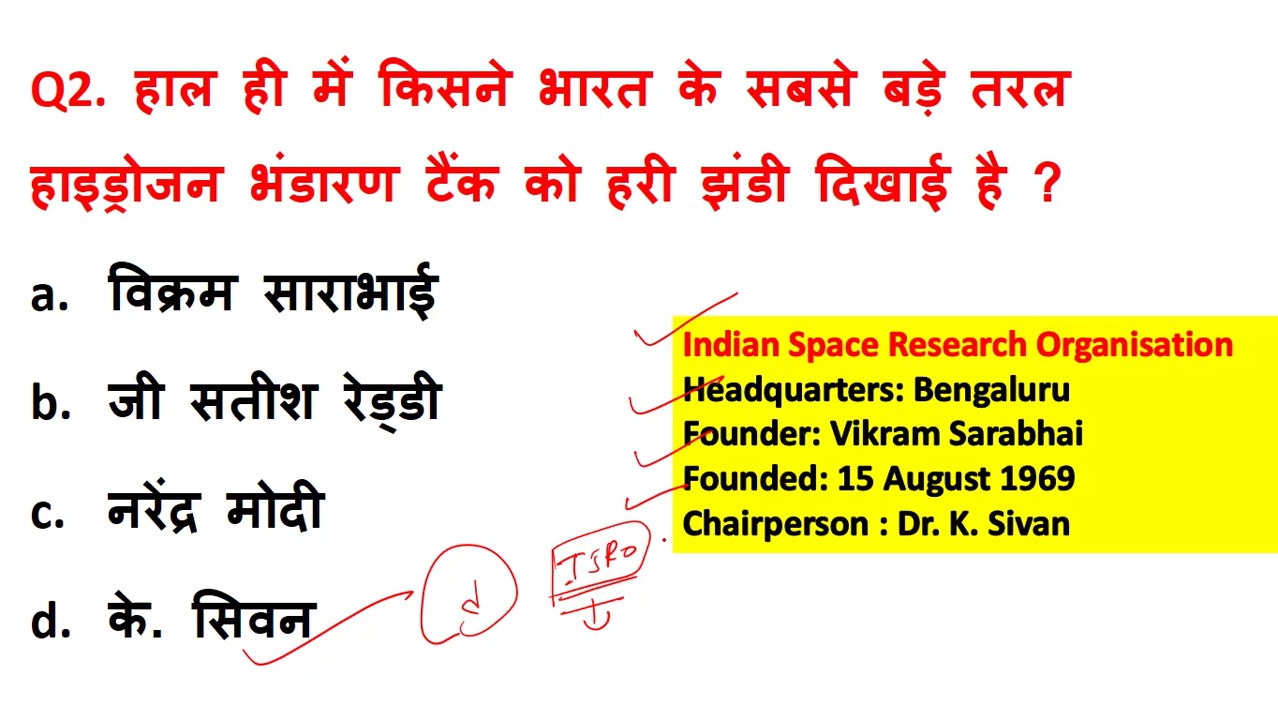 Q2. हाल ही में किसने भारत के सबसे बड़े तरल
हाइड्रोजन भंडारण टैंक को हरी झंडी दिखाई है ?
a. विक्रम साराभाई
b. जी सतीश रेड्डी
c. नरेंद्र मोदी
d. के. सिवन
d
ISRO
Indian Space Research Organisation
Headquarters: Bengaluru
Founder: Vikram Sarabhai
Founded: 15 August 1969
Chairperson : Dr. K. Sivan